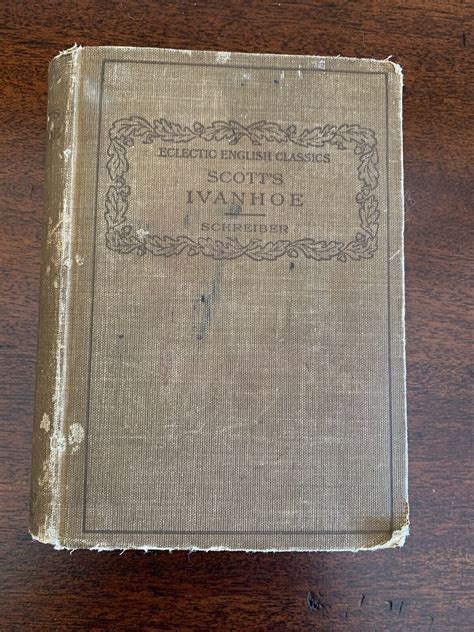 ECLECTIC ENGLISH CLASSICS
SCOTT'S
IVANHOE
SCHREIBER